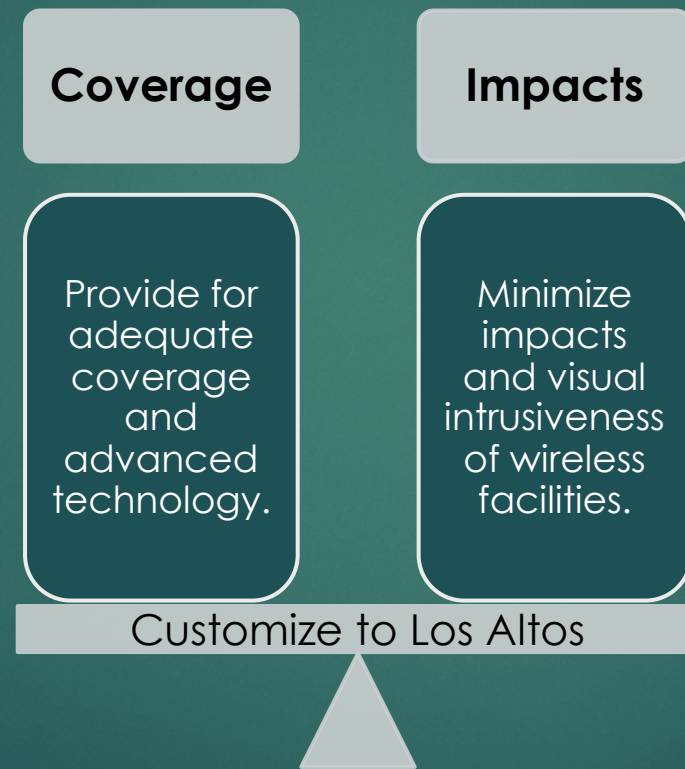 Coverage
Impacts
Provide for
adequate
coverage
and
advanced
technology.
Minimize
impacts
and visual
intrusiveness
of wireless
facilities.
Customize to Los Altos